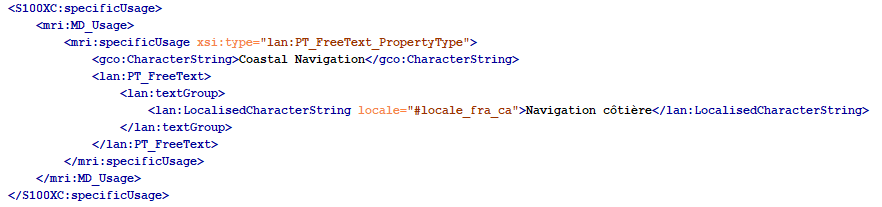 <S100XC:specificUsage>
<mri:MD_Usage>
<mri:specificUsage xsi:type="lan:PT_FreeText_PropertyType">
<gco:CharacterString>Coastal Navigation</gco:CharacterString>
<lan:PT_FreeText>
<lan:textGroup>
<lan:LocalisedCharacterString locale="#locale_fra_ca">Navigation côtière</lan:LocalisedCharacterString>
</lan:textGroup>
</lan:PT_FreeText>
</mri:specificUsage>
</mri:MD_Usage>
</S100XC:specificUsage>